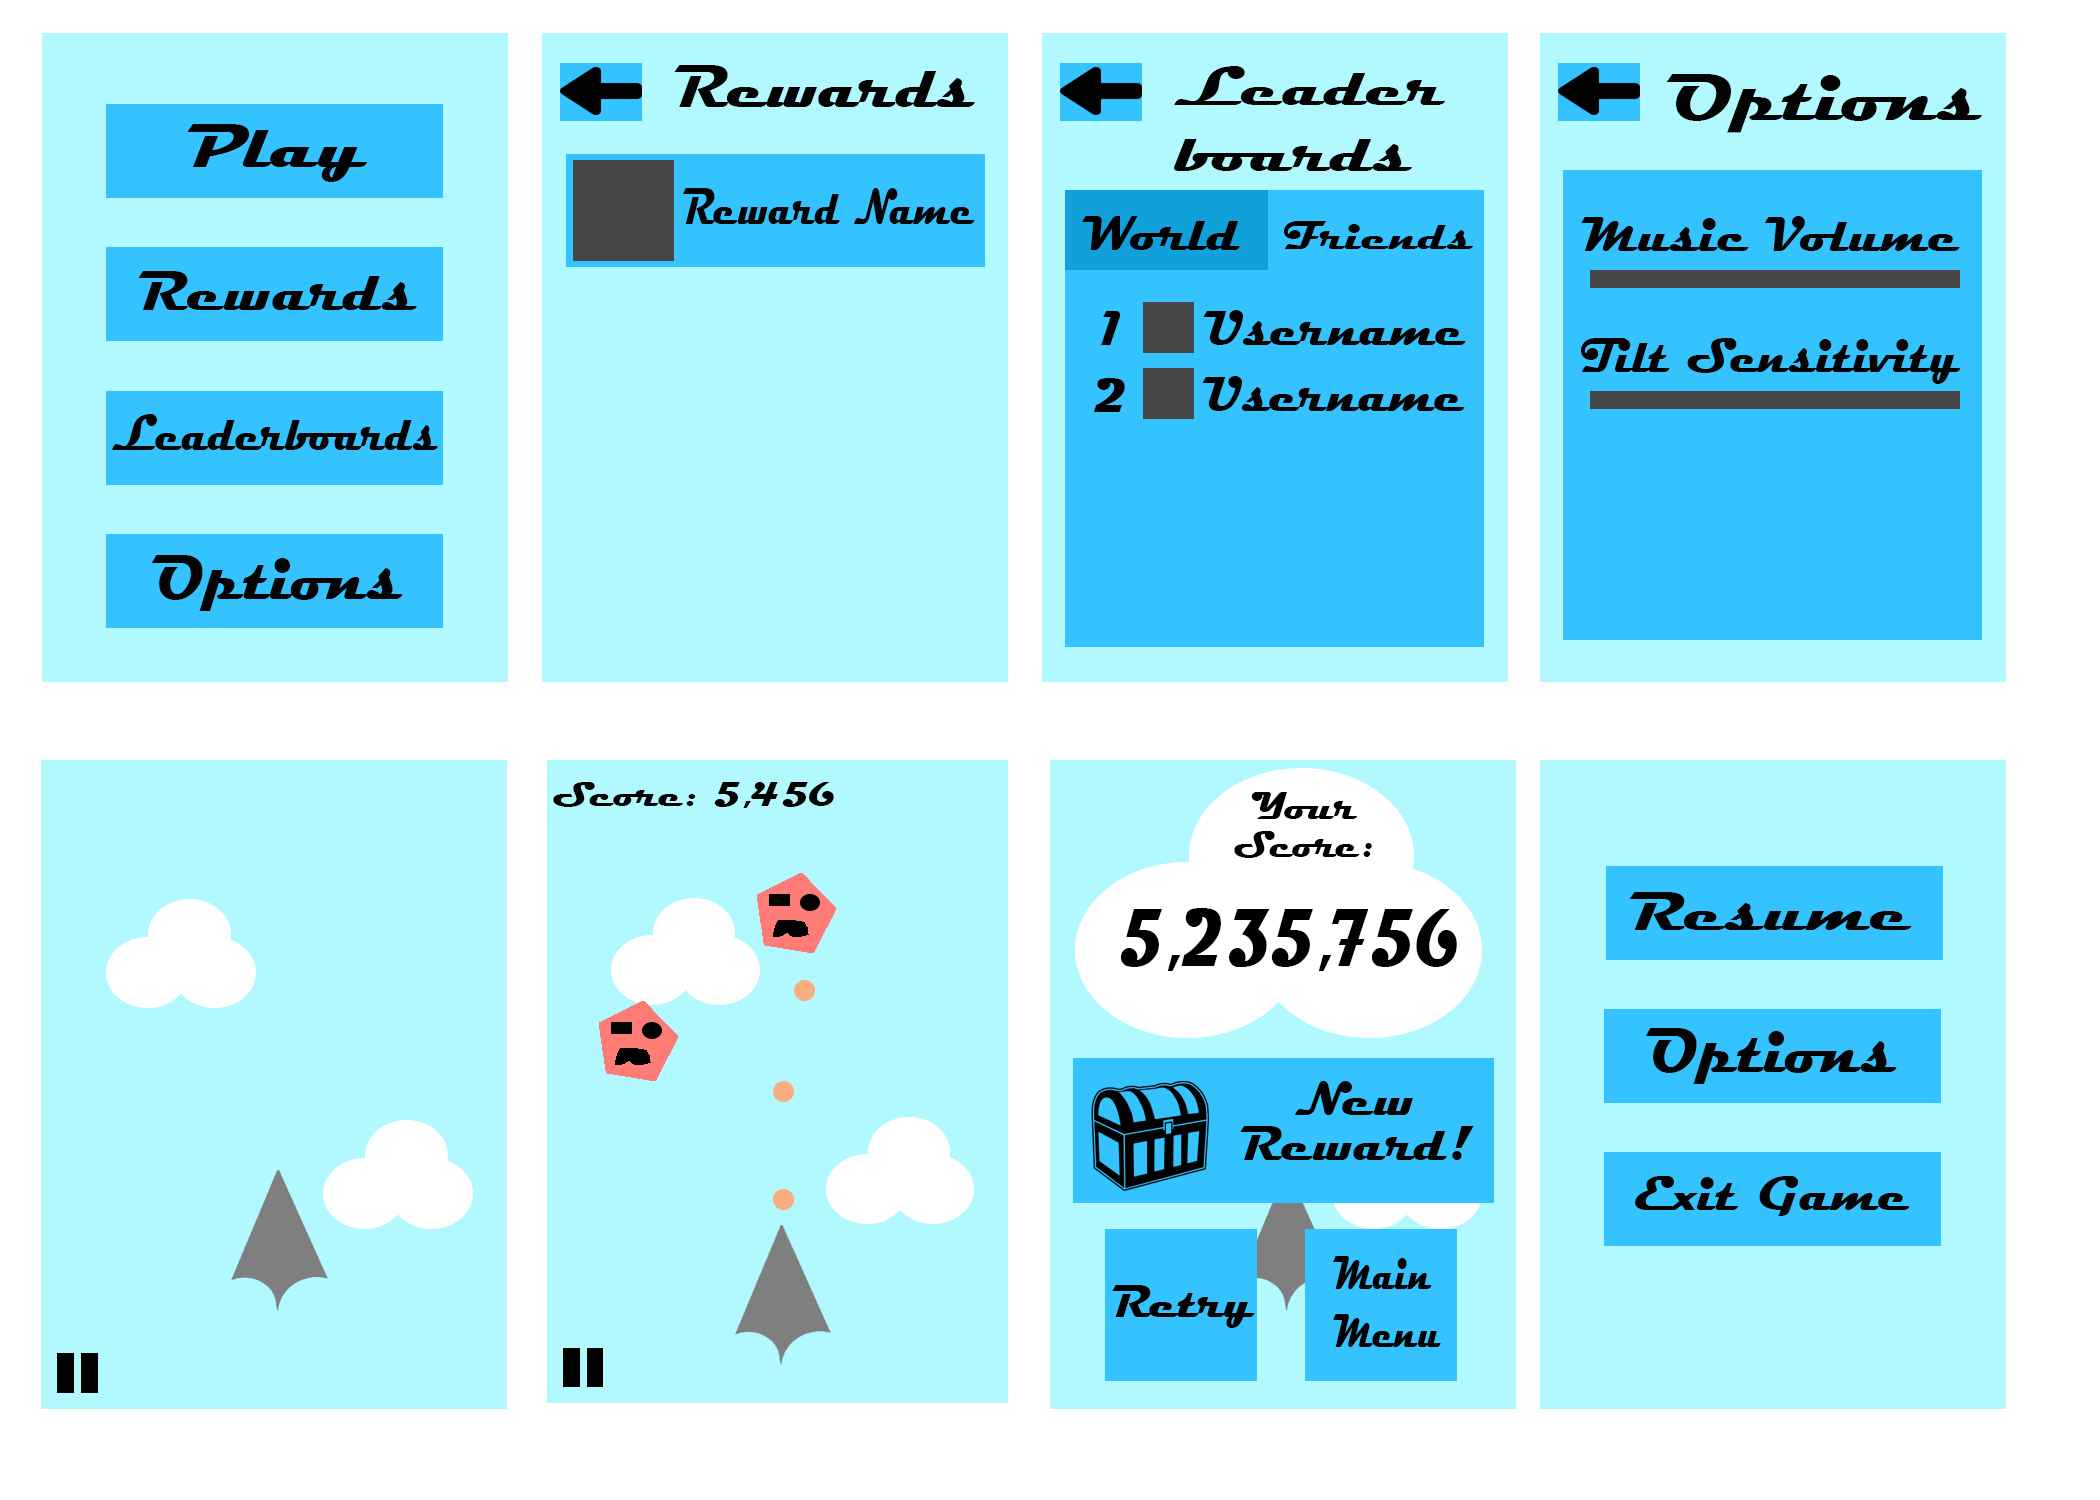 Play
Rewards
Leaderboards
Options
Rewards
Reward Name
Leader
boards
World Friends
1 Username
2 Username
Options
Music Volume
Tilt Sensitivity
Score: 5,456
Your
Score:
5,235,756
New
Reward!
Retry
Main
Menu
Resume
Options
Exit Game